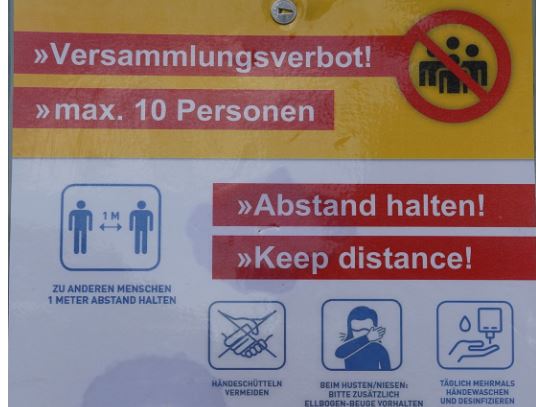 »Versammlungsverbot!
»max. 10 Personen
»Abstand halten!
»Keep distance!
1 M
ZU ANDEREN MENSCHEN
1 METER ABSTAND HALTEN
HÄNDESCHÜTTELN
VERMEIDEN
BEIM HUSTEN/NIESEN:
BITTE ZUSÄTZLICH
ELLBOGEN-BEUGE VORHALTEN
TÄGLICH MEHRMALS
HÄNDEWASCHEN
UND DESINFIZIEREN